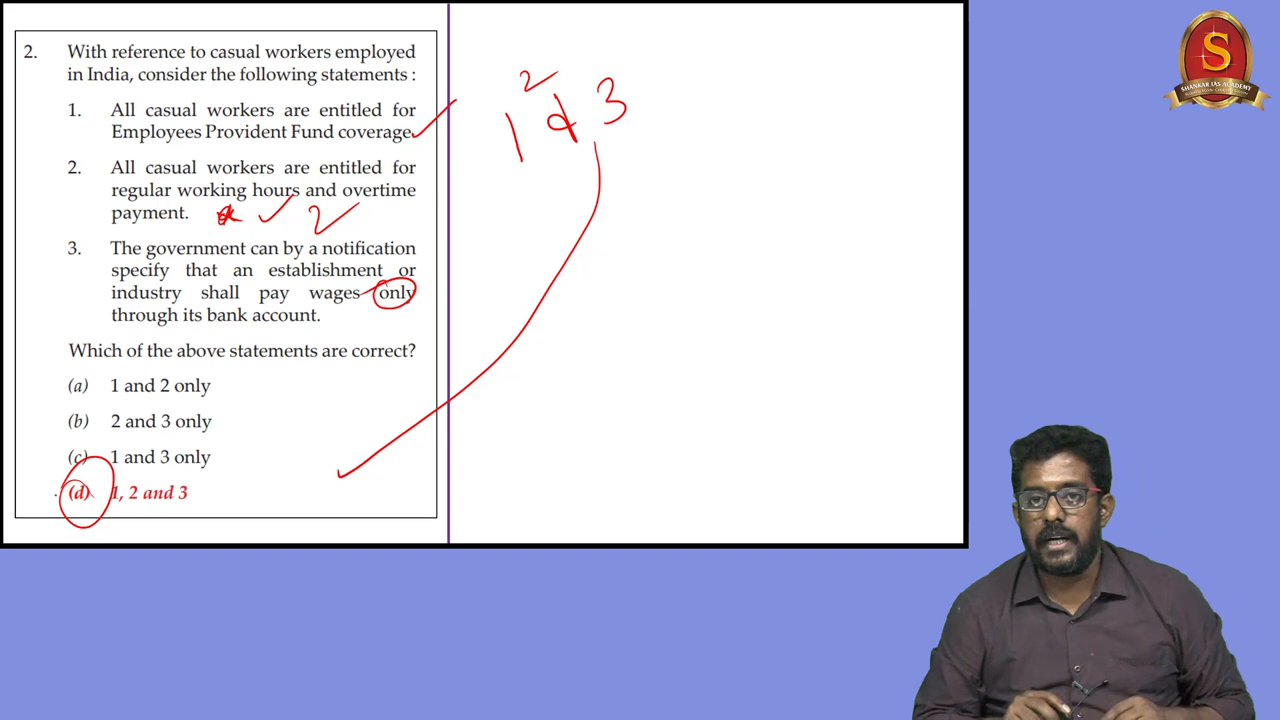 2. With reference to casual workers employed
in India, consider the following statements :
1. All casual workers are entitled for
Employees Provident Fund coverage.
2. All casual workers are entitled for
regular working hours and overtime
payment.
2
3. The government can by a notification
specify that an establishment or
industry shall pay wages only
through its bank account.
Which of the above statements are correct?
(a) 1 and 2 only
(b) 2 and 3 only
(c) 1 and 3 only
(d) 1, 2 and 3
2
1 & 3
S
SHANKAR IAS ACADEMY